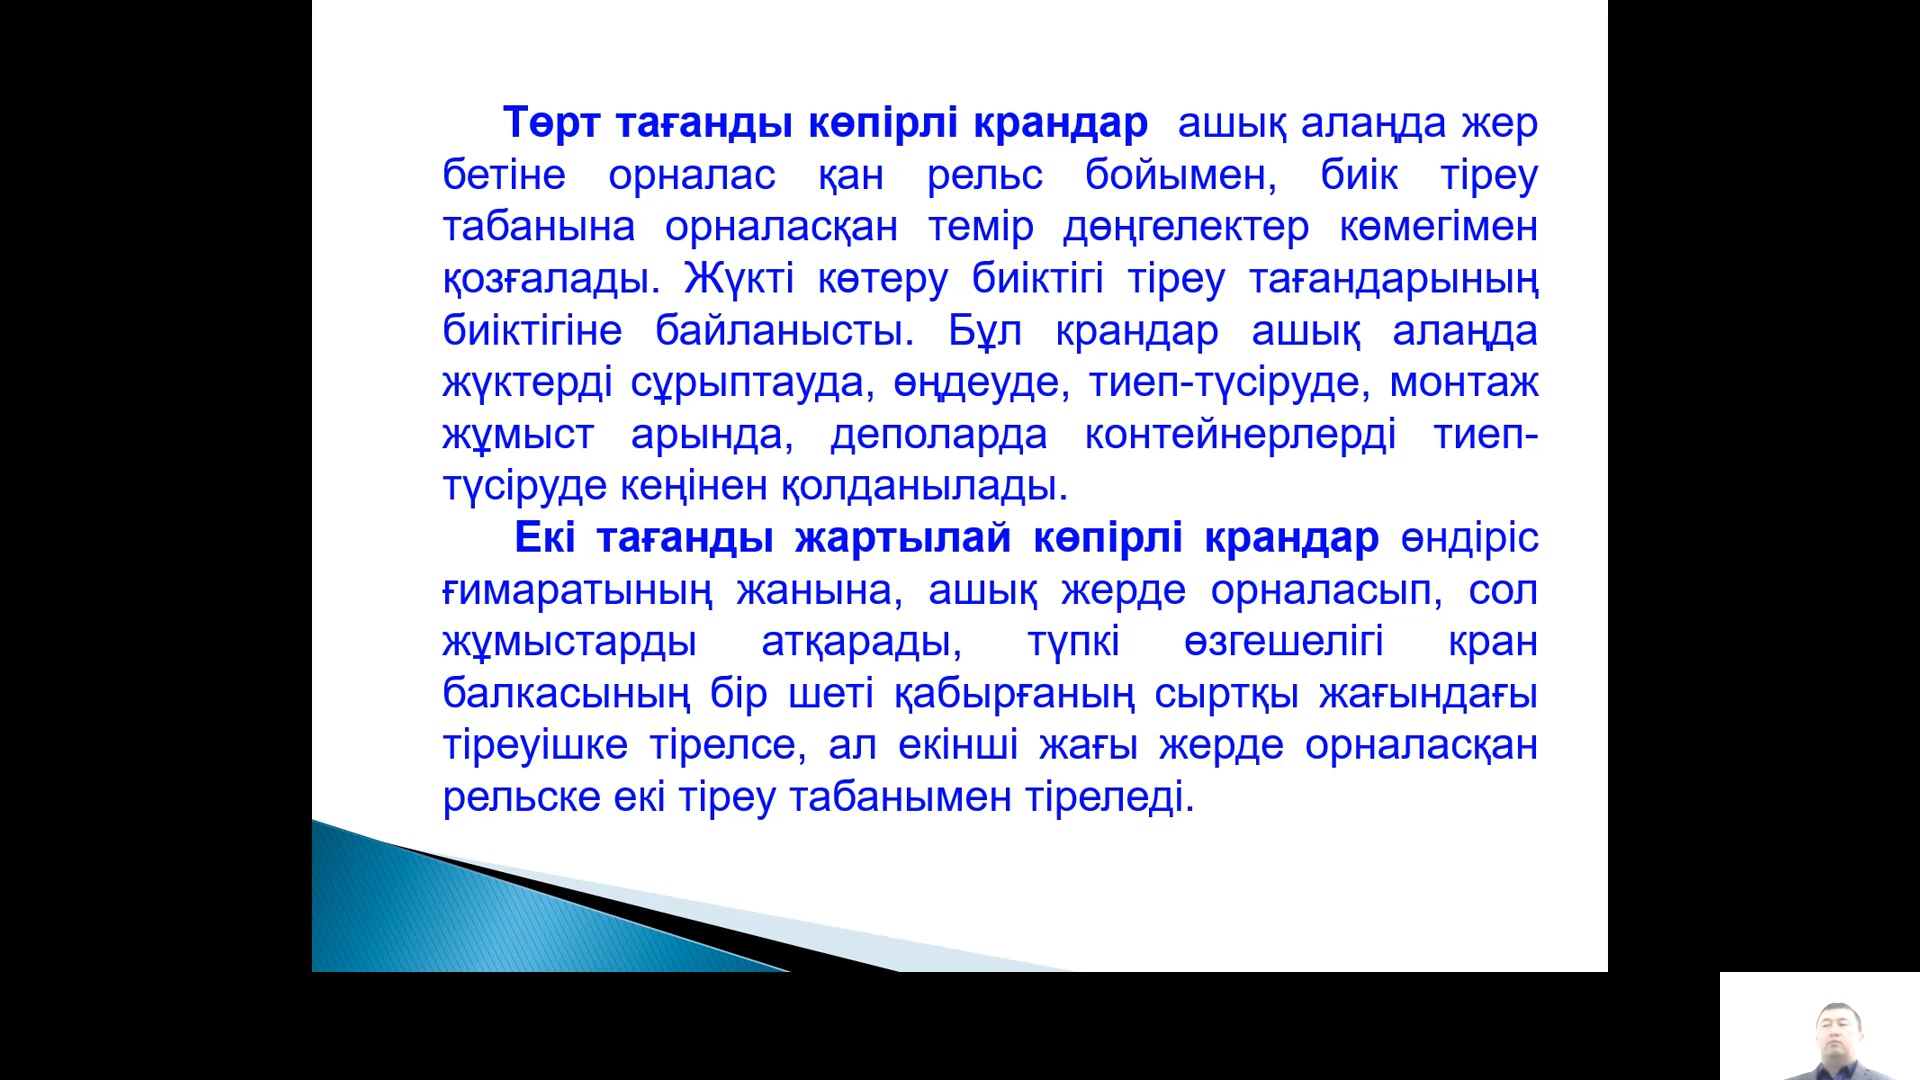 Төрт тағанды көпірлі крандар ашық алаңда жер
бетіне орналас қан рельс бойымен, биік тіреу
табанына орналасқан темір дөңгелектер көмегімен
қозғалады. Жүкті көтеру биіктігі тіреу тағандарының
биіктігіне байланысты. Бұл крандар ашық алаңда
жүктерді сұрыптауда, өңдеуде, тиеп-түсіруде, монтаж
жұмыст арында, деполарда контейнерлерді тиеп-
түсіруде кеңінен қолданылады.
Екі тағанды жартылай көпірлі крандар өндіріс
ғимаратының жанына, ашық жерде орналасып, сол
жұмыстарды атқарады, түпкі өзгешелігі кран
балкасының бір шеті қабырғаның сыртқы жағындағы
тіреуішке тірелсе, ал екінші жағы жерде орналасқан
рельске екі тіреу табанымен тіреледі.